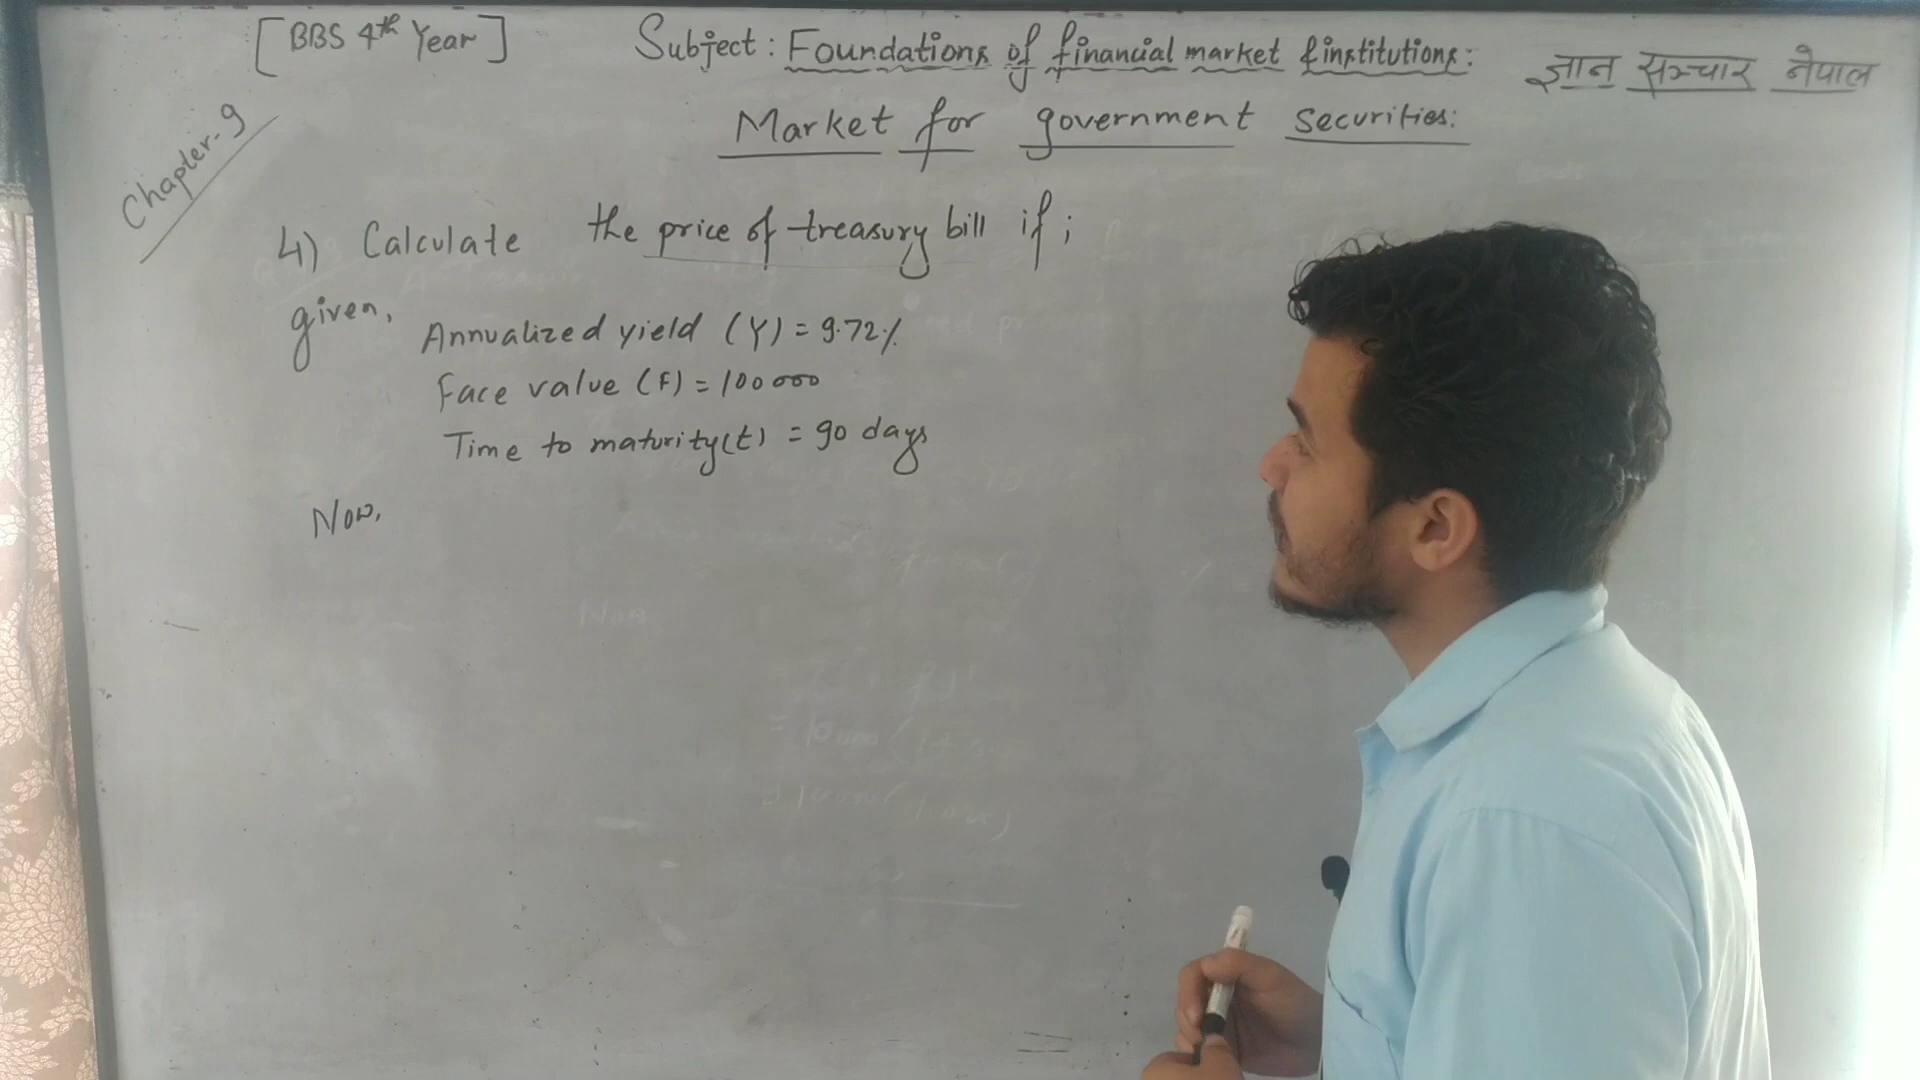 [BBS 4th Year]
Subject: Foundations of financial market & institutions:
ज्ञान सञ्चार नेपाल
Chapter-9
Market for government securities:
4) Calculate the price of treasury bill if;
given,
Annualized yield (Y) = 9.72%
Face value (F) = 100000
Time to maturity(t) = 90 days
Now,